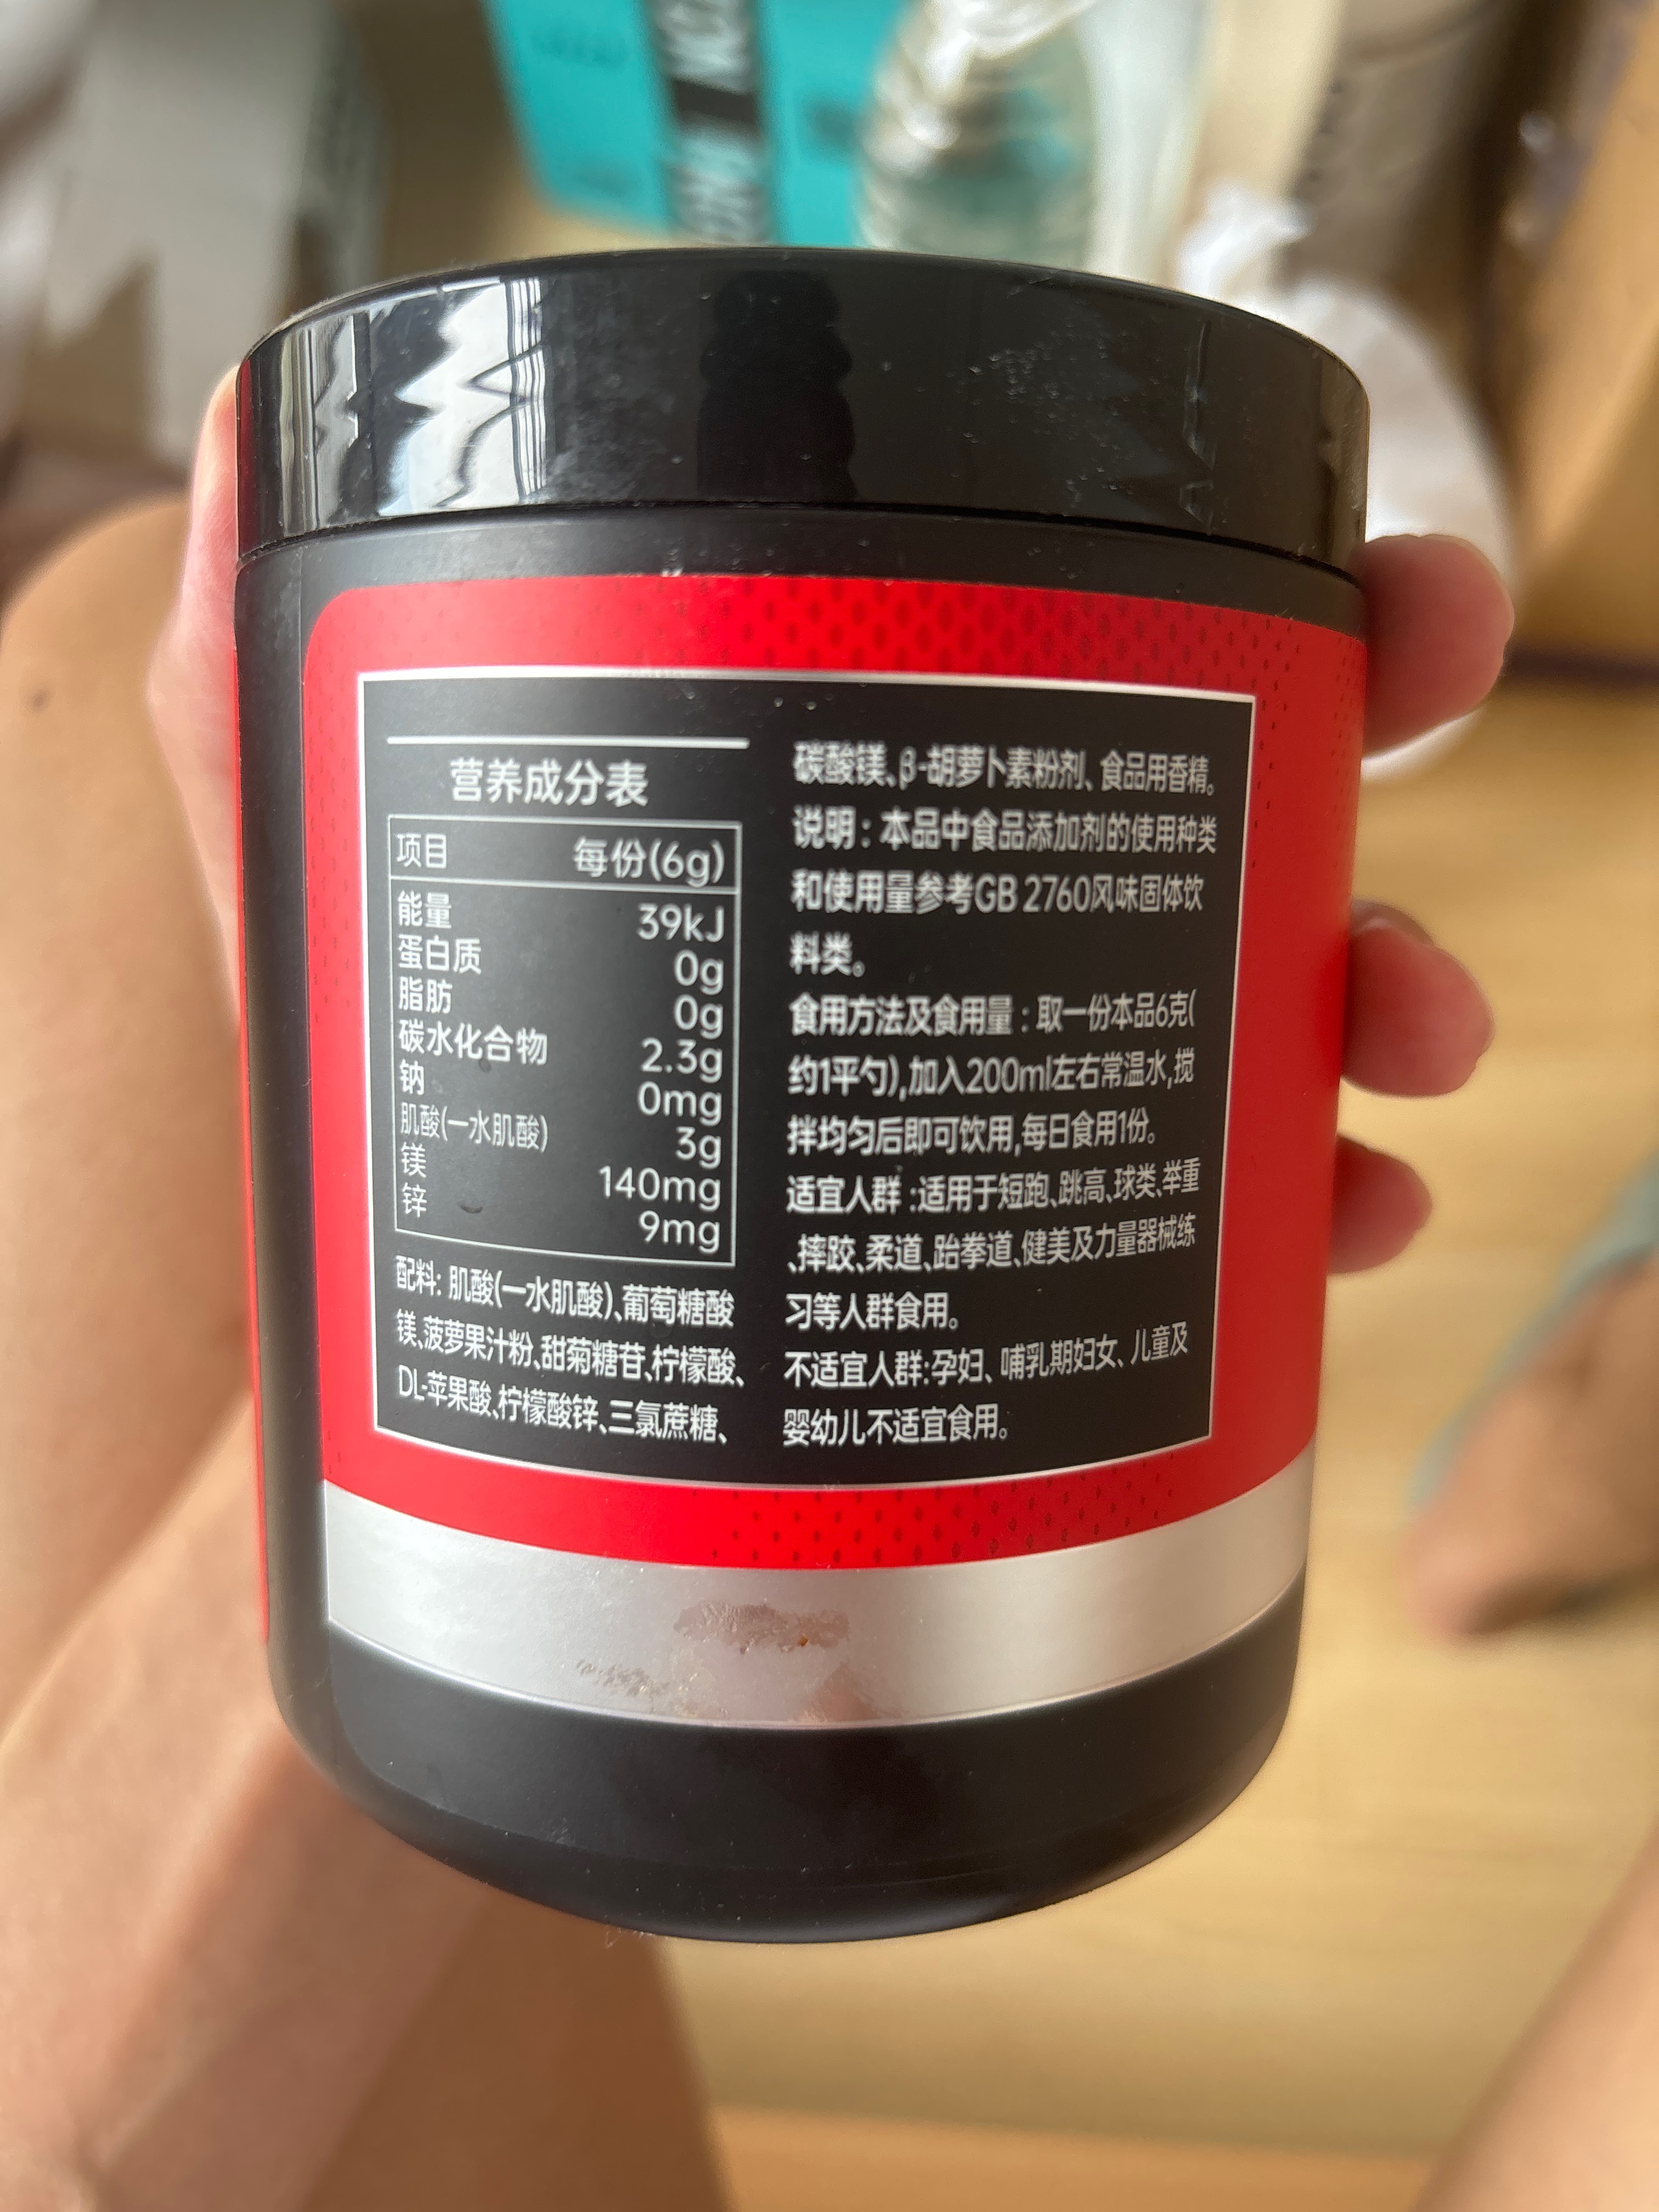 营养成分表
项目 每份(6g)
能量 39kJ
蛋白质 0g
脂肪 0g
碳水化合物 2.3g
钠 0mg
肌酸(一水肌酸) 3g
镁 140mg
锌 9mg
配料: 肌酸(一水肌酸)、葡萄糖酸
镁、菠萝果汁粉、甜菊糖苷、柠檬酸、
DL-苹果酸、柠檬酸锌、三氯蔗糖、
碳酸镁、β-胡萝卜素粉剂、食品用香精。
说明：本品中食品添加剂的使用种类
和使用量参考GB 2760风味固体饮
料类。
食用方法及食用量：取一份本品6克(
约1平勺),加入200ml左右常温水,搅
拌均匀后即可饮用,每日食用1份。
适宜人群:适用于短跑、跳高、球类、举重
、摔跤、柔道、跆拳道、健美及力量器械练
习等人群食用。
不适宜人群:孕妇、哺乳期妇女、儿童及
婴幼儿不适宜食用。